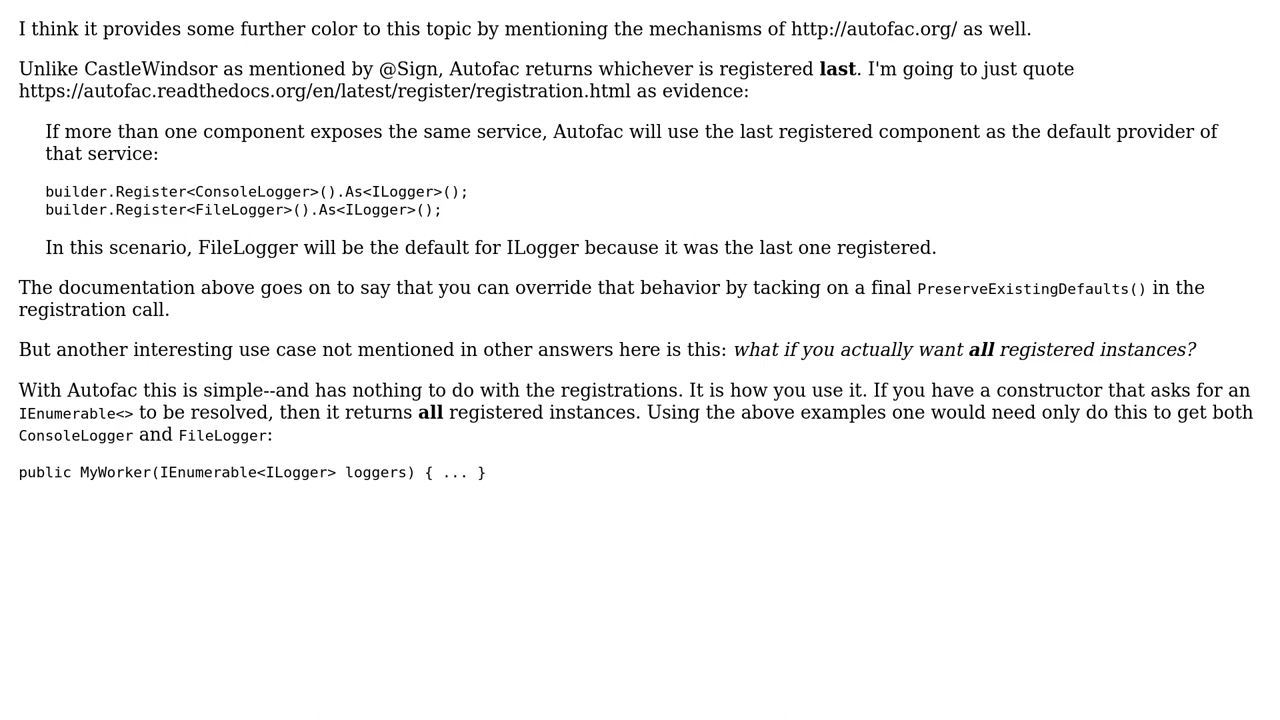 I think it provides some further color to this topic by mentioning the mechanisms of http://autofac.org/ as well.
Unlike CastleWindsor as mentioned by @Sign, Autofac returns whichever is registered last. I'm going to just quote
https://autofac.readthedocs.org/en/latest/register/registration.html as evidence:
If more than one component exposes the same service, Autofac will use the last registered component as the default provider of
that service:
builder.Register<ConsoleLogger>().As<ILogger>();
builder.Register<FileLogger>().As<ILogger>();
In this scenario, FileLogger will be the default for ILogger because it was the last one registered.
The documentation above goes on to say that you can override that behavior by tacking on a final PreserveExistingDefaults() in the
registration call.
But another interesting use case not mentioned in other answers here is this: what if you actually want all registered instances?
With Autofac this is simple--and has nothing to do with the registrations. It is how you use it. If you have a constructor that asks for an
IEnumerable<> to be resolved, then it returns all registered instances. Using the above examples one would need only do this to get both
ConsoleLogger and FileLogger:
public MyWorker(IEnumerable<ILogger> loggers) { ... }